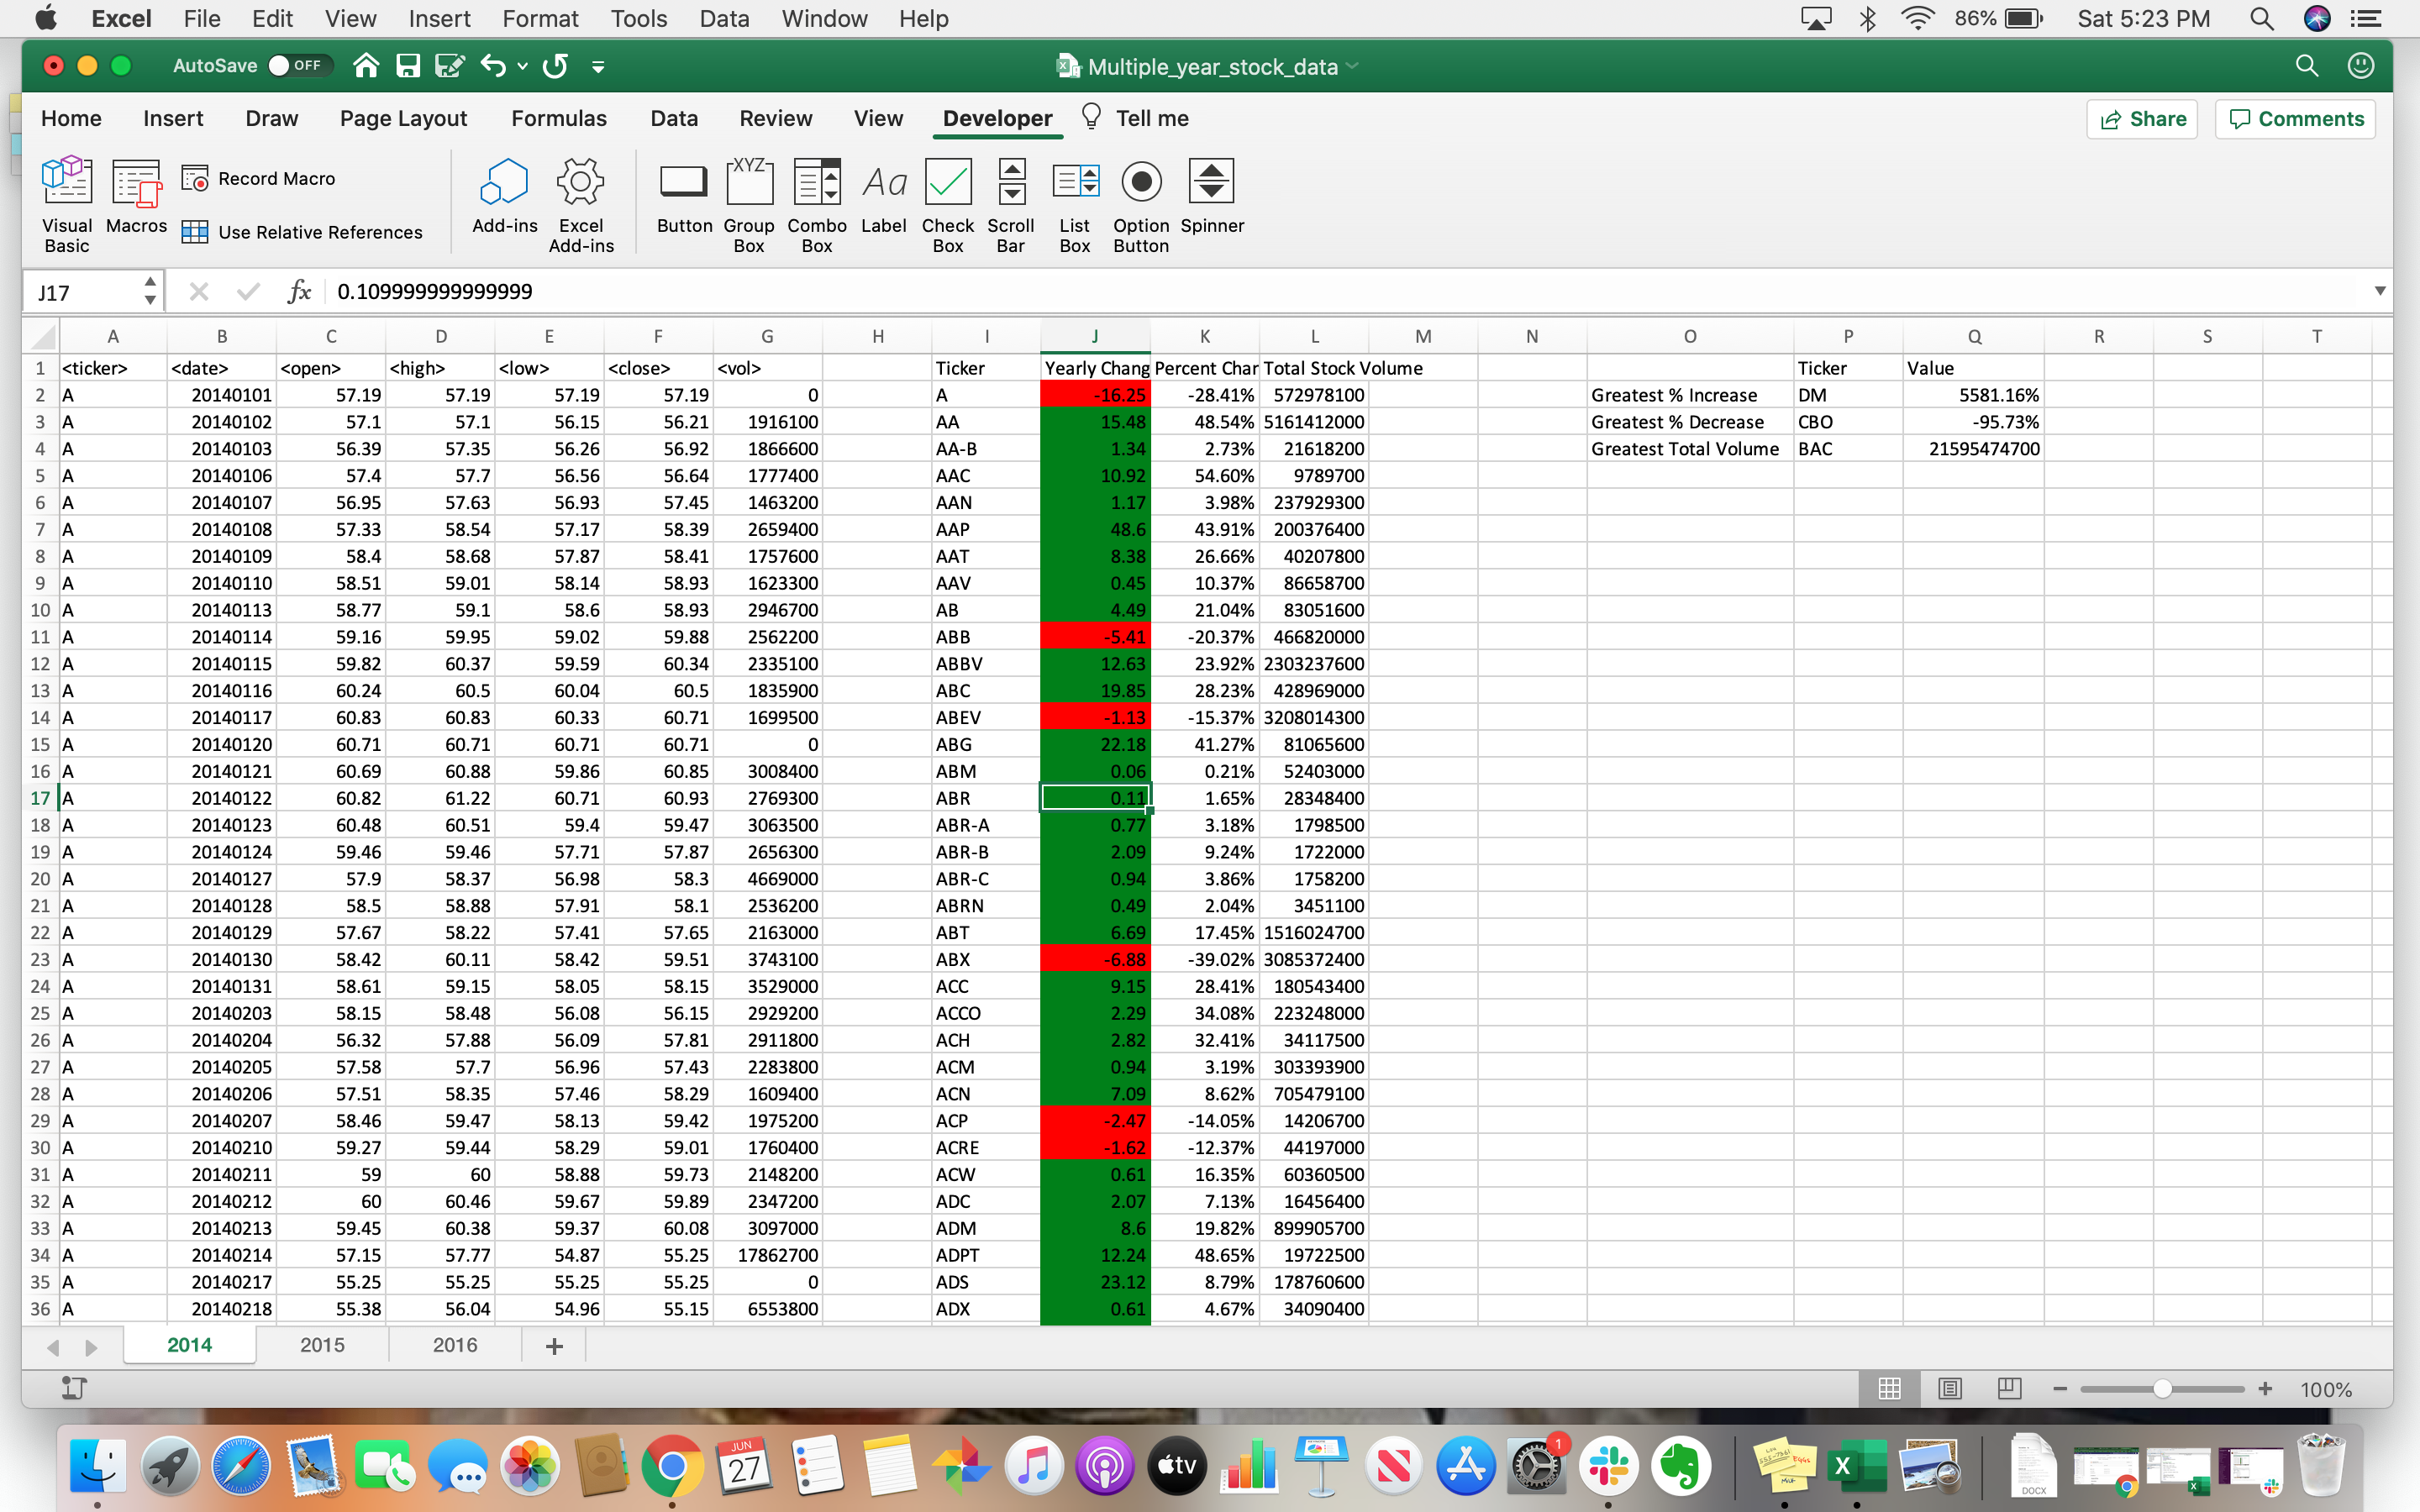 Excel File Edit View Insert Format Tools Data Window Help 86% Sat 5:23 PM
AutoSave OFF Multiple_year_stock_data
Home Insert Draw Page Layout Formulas Data Review View Developer Tell me Share Comments
Visual Basic Macros Record Macro Use Relative References Add-ins Excel Add-ins Button XYZ Group Box Combo Box Aa Label Check Box Scroll Bar List Box Option Button Spinner
J17 fx 0.109999999999999
A B C D E F G H I J K L M N O P Q R S T
1 <ticker> <date> <open> <high> <low> <close> <vol> Ticker Yearly Chang Percent Char Total Stock Volume Ticker Value
2 A 20140101 57.19 57.19 57.19 57.19 0 A -16.25 -28.41% 572978100 Greatest % Increase DM 5581.16%
3 A 20140102 57.1 57.1 56.15 56.21 1916100 AA 15.48 48.54% 5161412000 Greatest % Decrease CBO -95.73%
4 A 20140103 56.39 57.35 56.26 56.92 1866600 AA-B 1.34 2.73% 21618200 Greatest Total Volume BAC 21595474700
5 A 20140106 57.4 57.7 56.56 56.64 1777400 AAC 10.92 54.60% 9789700
6 A 20140107 56.95 57.63 56.93 57.45 1463200 AAN 1.17 3.98% 237929300
7 A 20140108 57.33 58.54 57.17 58.39 2659400 AAP 48.6 43.91% 200376400
8 A 20140109 58.4 58.68 57.87 58.41 1757600 AAT 8.38 26.66% 40207800
9 A 20140110 58.51 59.01 58.14 58.93 1623300 AAV 0.45 10.37% 86658700
10 A 20140113 58.77 59.1 58.6 58.93 2946700 AB 4.49 21.04% 83051600
11 A 20140114 59.16 59.95 59.02 59.88 2562200 ABB -5.41 -20.37% 466820000
12 A 20140115 59.82 60.37 59.59 60.34 2335100 ABBV 12.63 23.92% 2303237600
13 A 20140116 60.24 60.5 60.04 60.5 1835900 ABC 19.85 28.23% 428969000
14 A 20140117 60.83 60.83 60.33 60.71 1699500 ABEV -1.13 -15.37% 3208014300
15 A 20140120 60.71 60.71 60.71 60.71 0 ABG 22.18 41.27% 81065600
16 A 20140121 60.69 60.88 59.86 60.85 3008400 ABM 0.06 0.21% 52403000
17 A 20140122 60.82 61.22 60.71 60.93 2769300 ABR 0.11 1.65% 28348400
18 A 20140123 60.48 60.51 59.4 59.47 3063500 ABR-A 0.77 3.18% 1798500
19 A 20140124 59.46 59.46 57.71 57.87 2656300 ABR-B 2.09 9.24% 1722000
20 A 20140127 57.9 58.37 56.98 58.3 4669000 ABR-C 0.94 3.86% 1758200
21 A 20140128 58.5 58.88 57.91 58.1 2536200 ABRN 0.49 2.04% 3451100
22 A 20140129 57.67 58.22 57.41 57.65 2163000 ABT 6.69 17.45% 1516024700
23 A 20140130 58.42 60.11 58.42 59.51 3743100 ABX -6.88 -39.02% 3085372400
24 A 20140131 58.61 59.15 58.05 58.15 3529000 ACC 9.15 28.41% 180543400
25 A 20140203 58.15 58.48 56.08 56.15 2929200 ACCO 2.29 34.08% 223248000
26 A 20140204 56.32 57.88 56.09 57.81 2911800 ACH 2.82 32.41% 34117500
27 A 20140205 57.58 57.7 56.96 57.43 2283800 ACM 0.94 3.19% 303393900
28 A 20140206 57.51 58.35 57.46 58.29 1609400 ACN 7.09 8.62% 705479100
29 A 20140207 58.46 59.47 58.13 59.42 1975200 ACP -2.47 -14.05% 14206700
30 A 20140210 59.27 59.44 58.29 59.01 1760400 ACRE -1.62 -12.37% 44197000
31 A 20140211 59 60 58.88 59.73 2148200 ACW 0.61 16.35% 60360500
32 A 20140212 60 60.46 59.67 59.89 2347200 ADC 2.07 7.13% 16456400
33 A 20140213 59.45 60.38 59.37 60.08 3097000 ADM 8.6 19.82% 899905700
34 A 20140214 57.15 57.77 54.87 55.25 17862700 ADPT 12.24 48.65% 19722500
35 A 20140217 55.25 55.25 55.25 55.25 0 ADS 23.12 8.79% 178760600
36 A 20140218 55.38 56.04 54.96 55.15 6553800 ADX 0.61 4.67% 34090400
2014 2015 2016 +
100%
JUN 27 tv 1 X DOCX